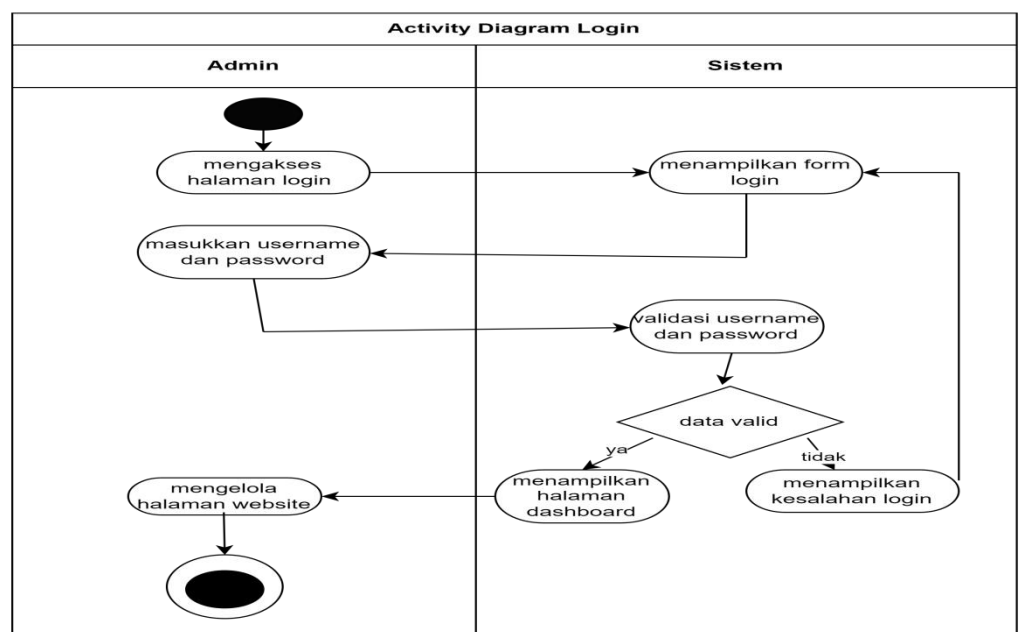 Activity Diagram Login
Admin
Sistem
mengakses
halaman login
menampilkan form
login
masukkan username
dan password
validasi username
dan password
data valid
ya
tidak
menampilkan
halaman
dashboard
menampilkan
kesalahan login
mengelola
halaman website